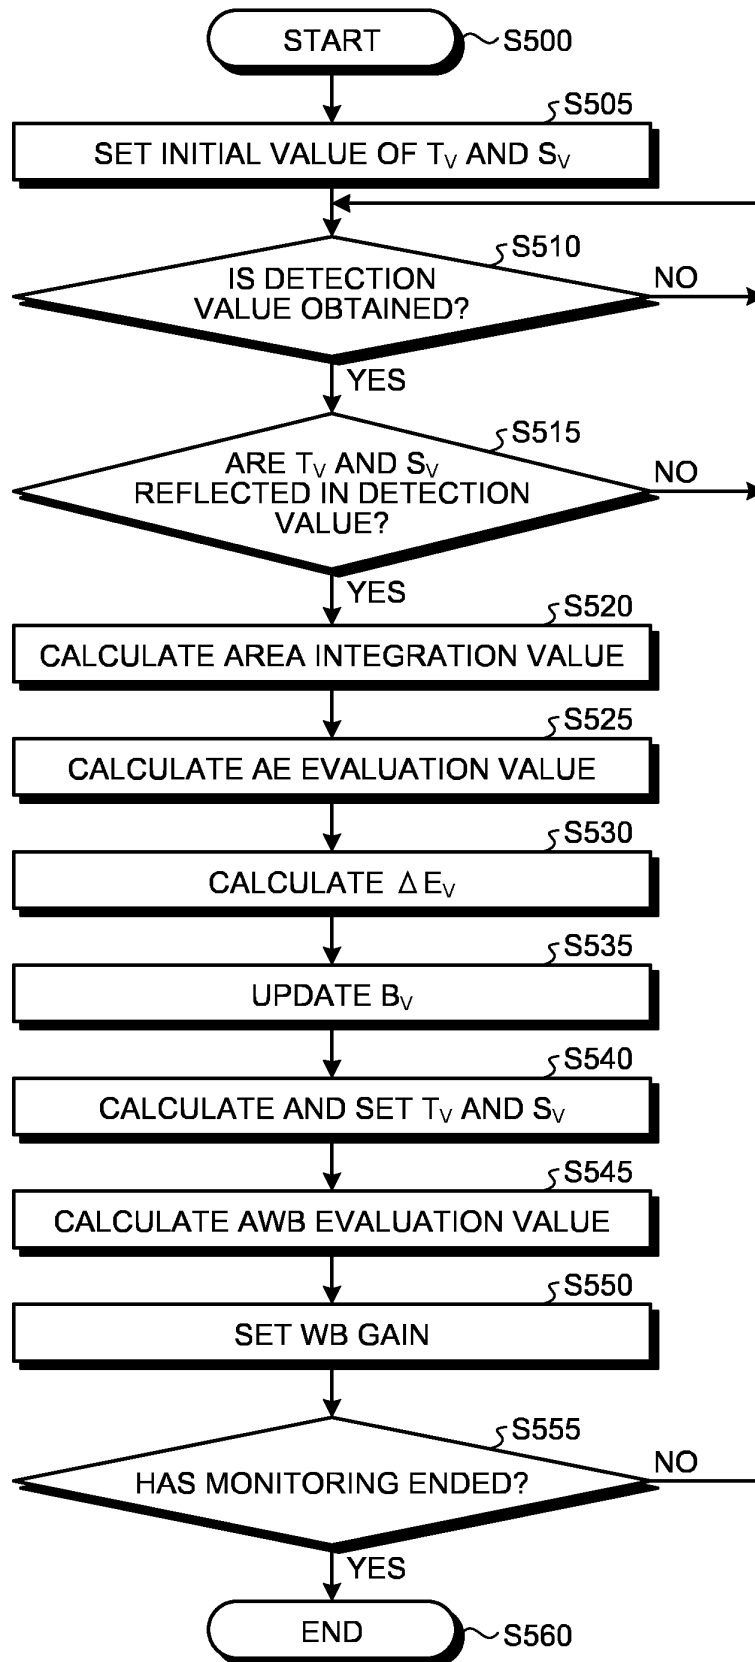 START
S500
S505
SET INITIAL VALUE OF TV AND SV
S510
IS DETECTION
VALUE OBTAINED?
NO
YES
S515
ARE TV AND SV
REFLECTED IN DETECTION
VALUE?
NO
YES
S520
CALCULATE AREA INTEGRATION VALUE
S525
CALCULATE AE EVALUATION VALUE
S530
CALCULATE Δ EV
S535
UPDATE BV
S540
CALCULATE AND SET TV AND SV
S545
CALCULATE AWB EVALUATION VALUE
S550
SET WB GAIN
S555
HAS MONITORING ENDED?
NO
YES
END
S560